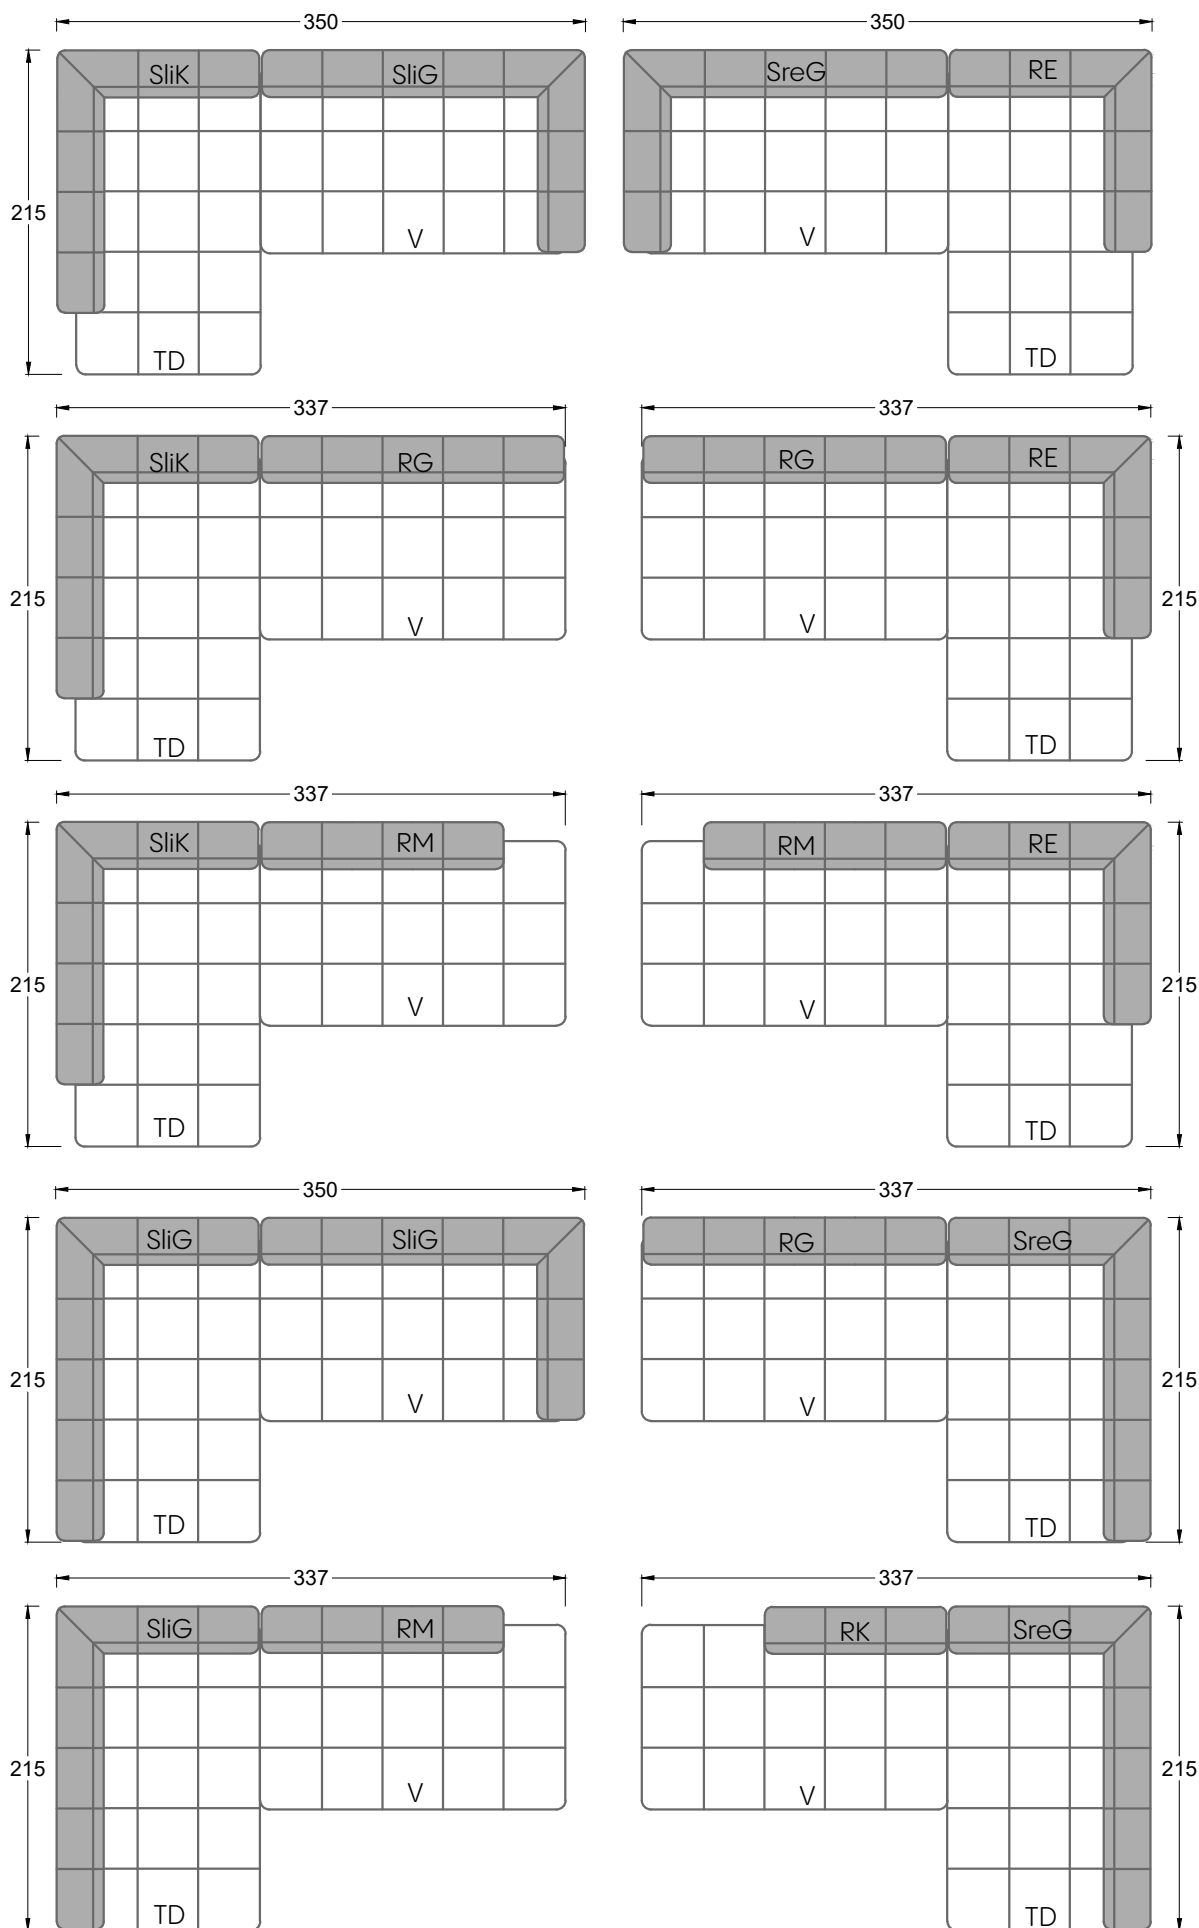 350 350
SliK SliG SreG RE
215
V V
TD TD
337 337
SliK RG RG RE
215 215
V V
TD TD
337 337
SliK RM RM RE
215 215
V V
TD TD
350 337
SliG SliG RG SreG
215 215
V V
TD TD
337 337
SliG RM RK SreG
215 215
V V
TD TD